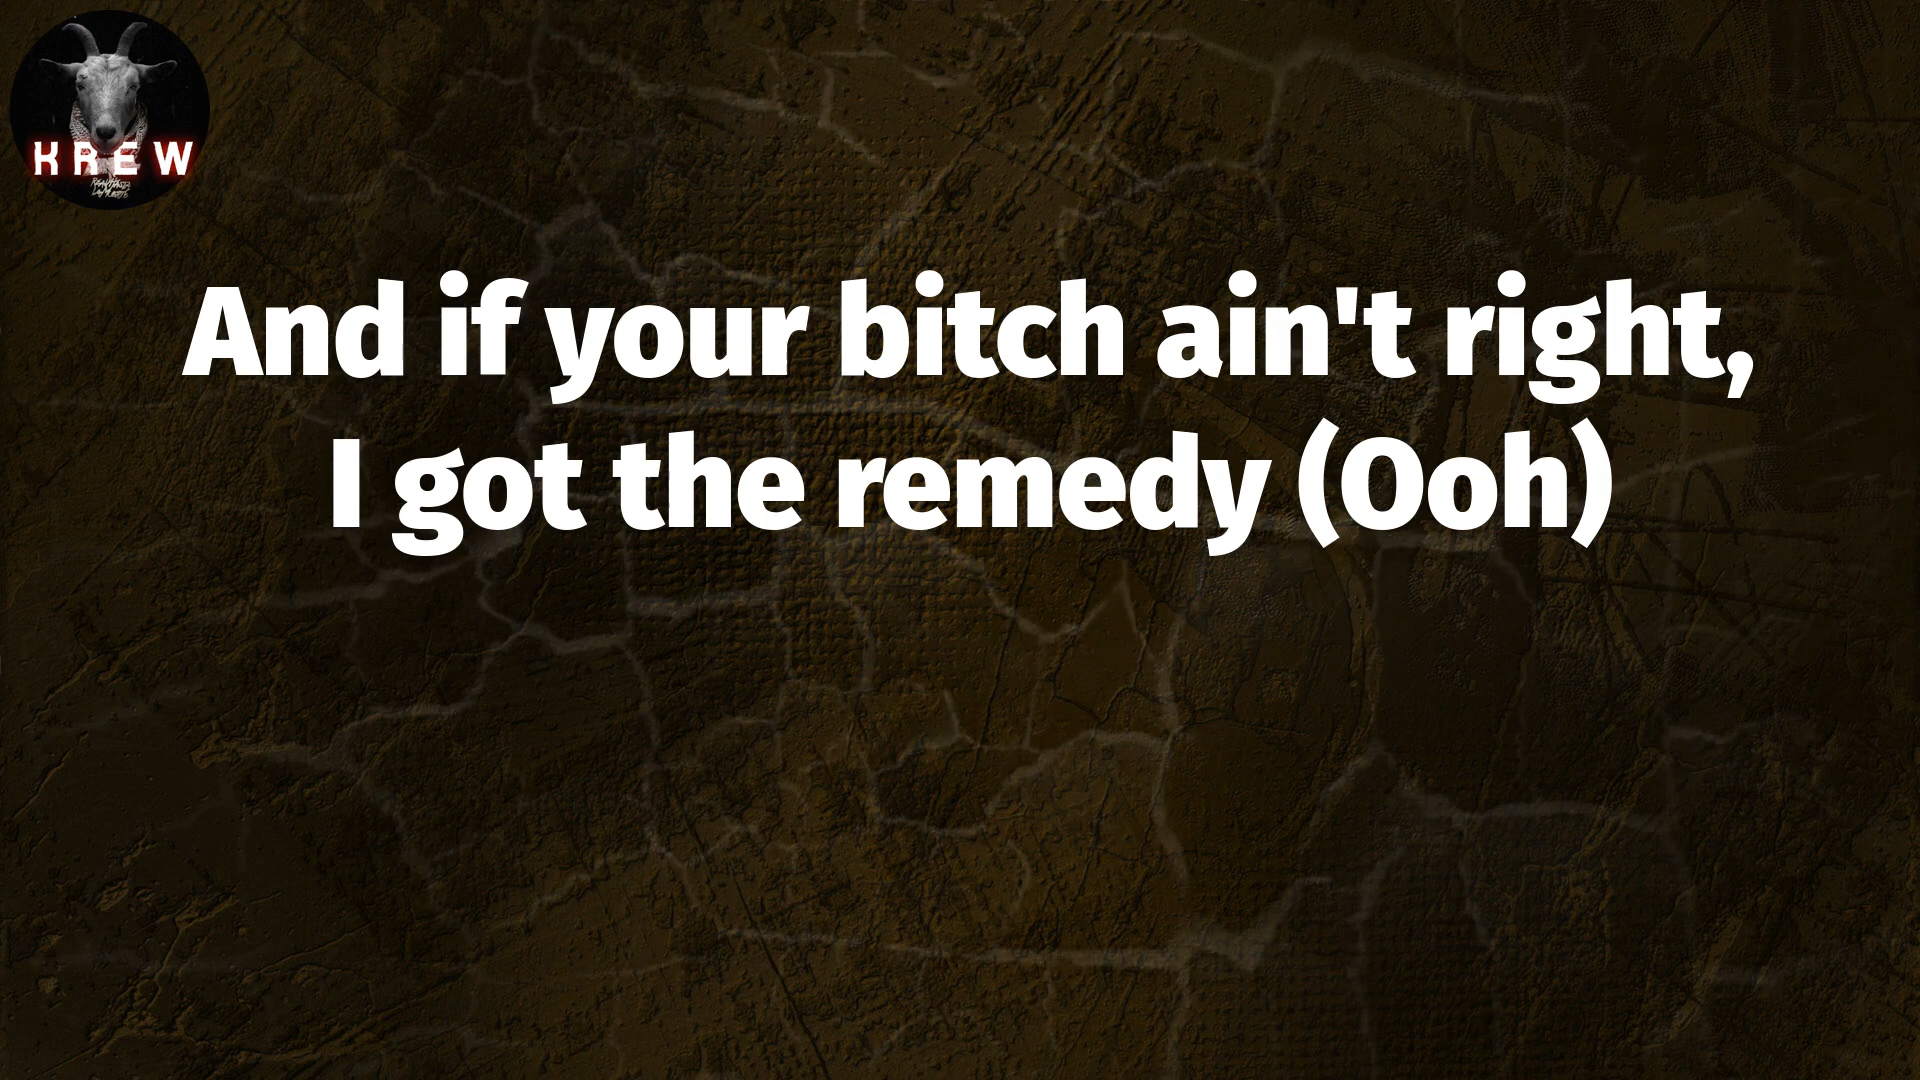 KREW
And if your bitch ain't right,
I got the remedy (Ooh)